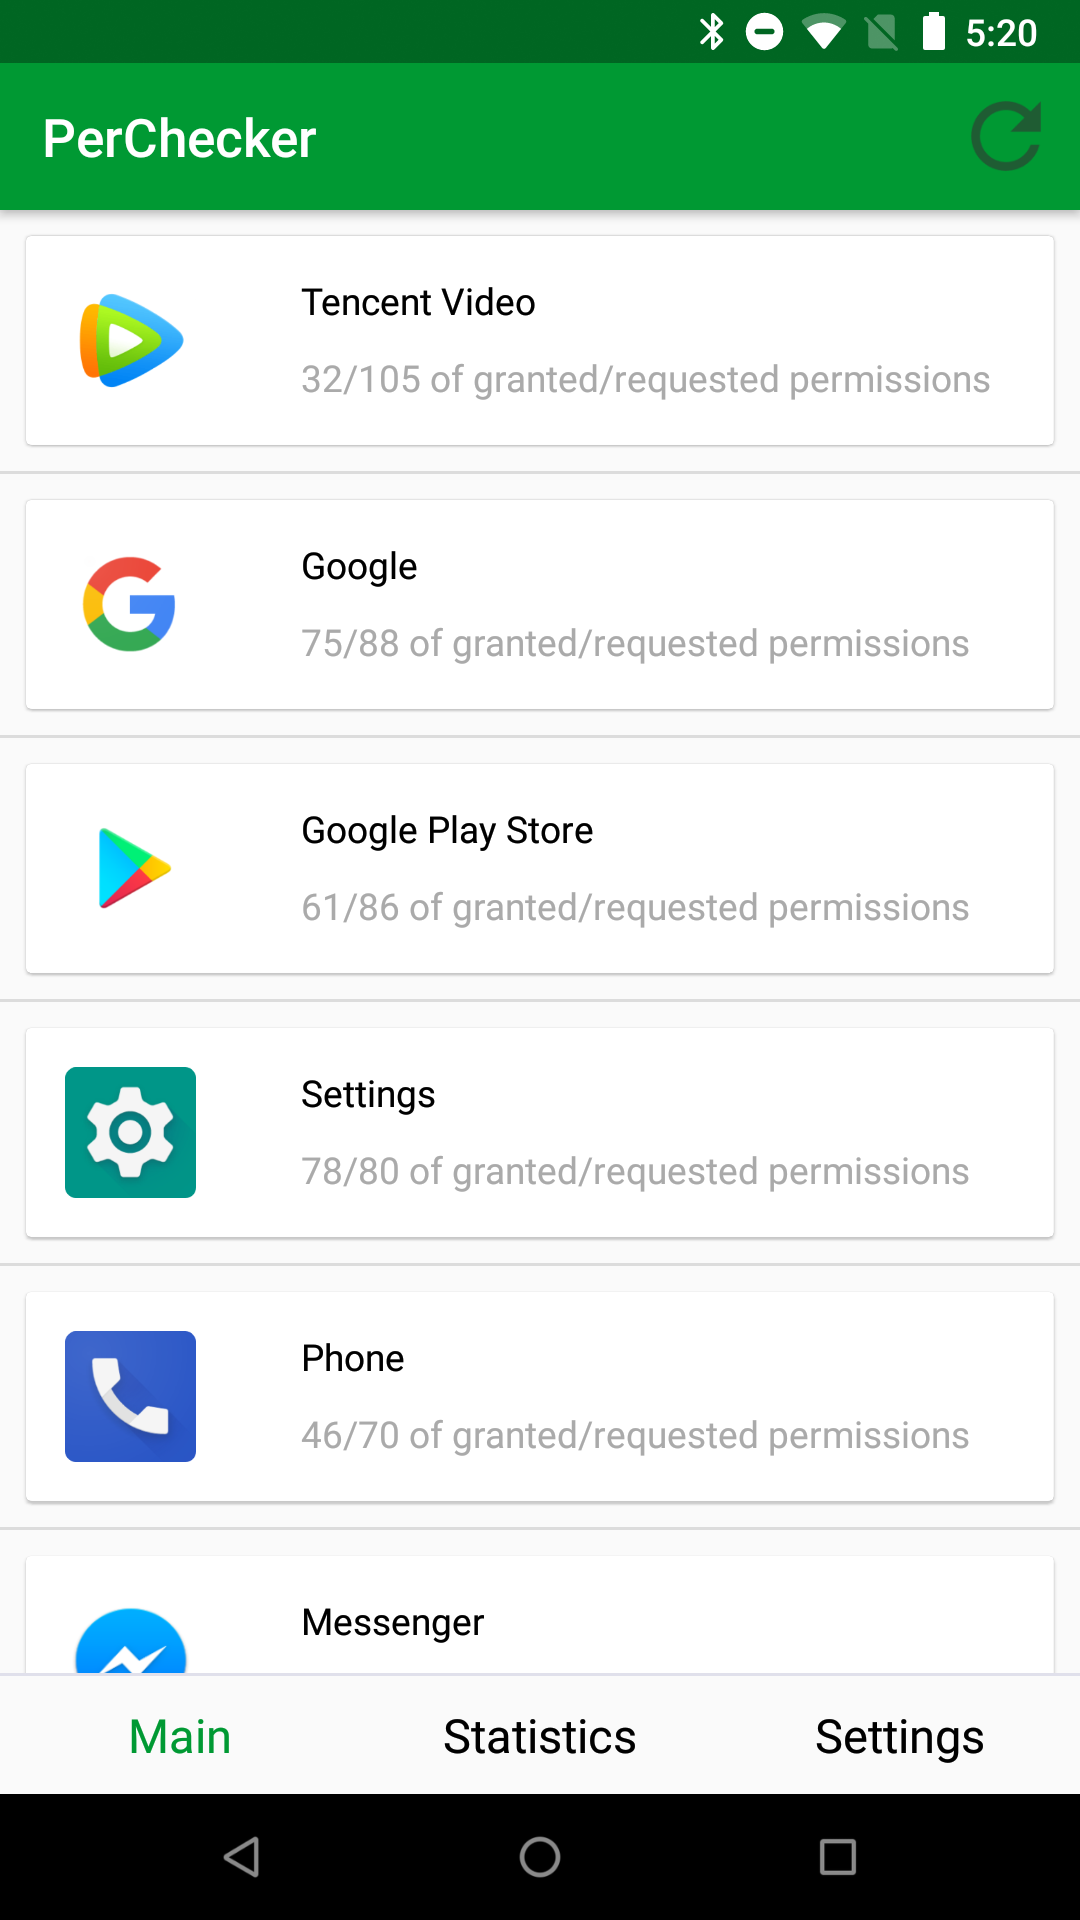 5:20
PerChecker
Tencent Video
32/105 of granted/requested permissions
Google
75/88 of granted/requested permissions
Google Play Store
61/86 of granted/requested permissions
Settings
78/80 of granted/requested permissions
Phone
46/70 of granted/requested permissions
Messenger
Main Statistics Settings